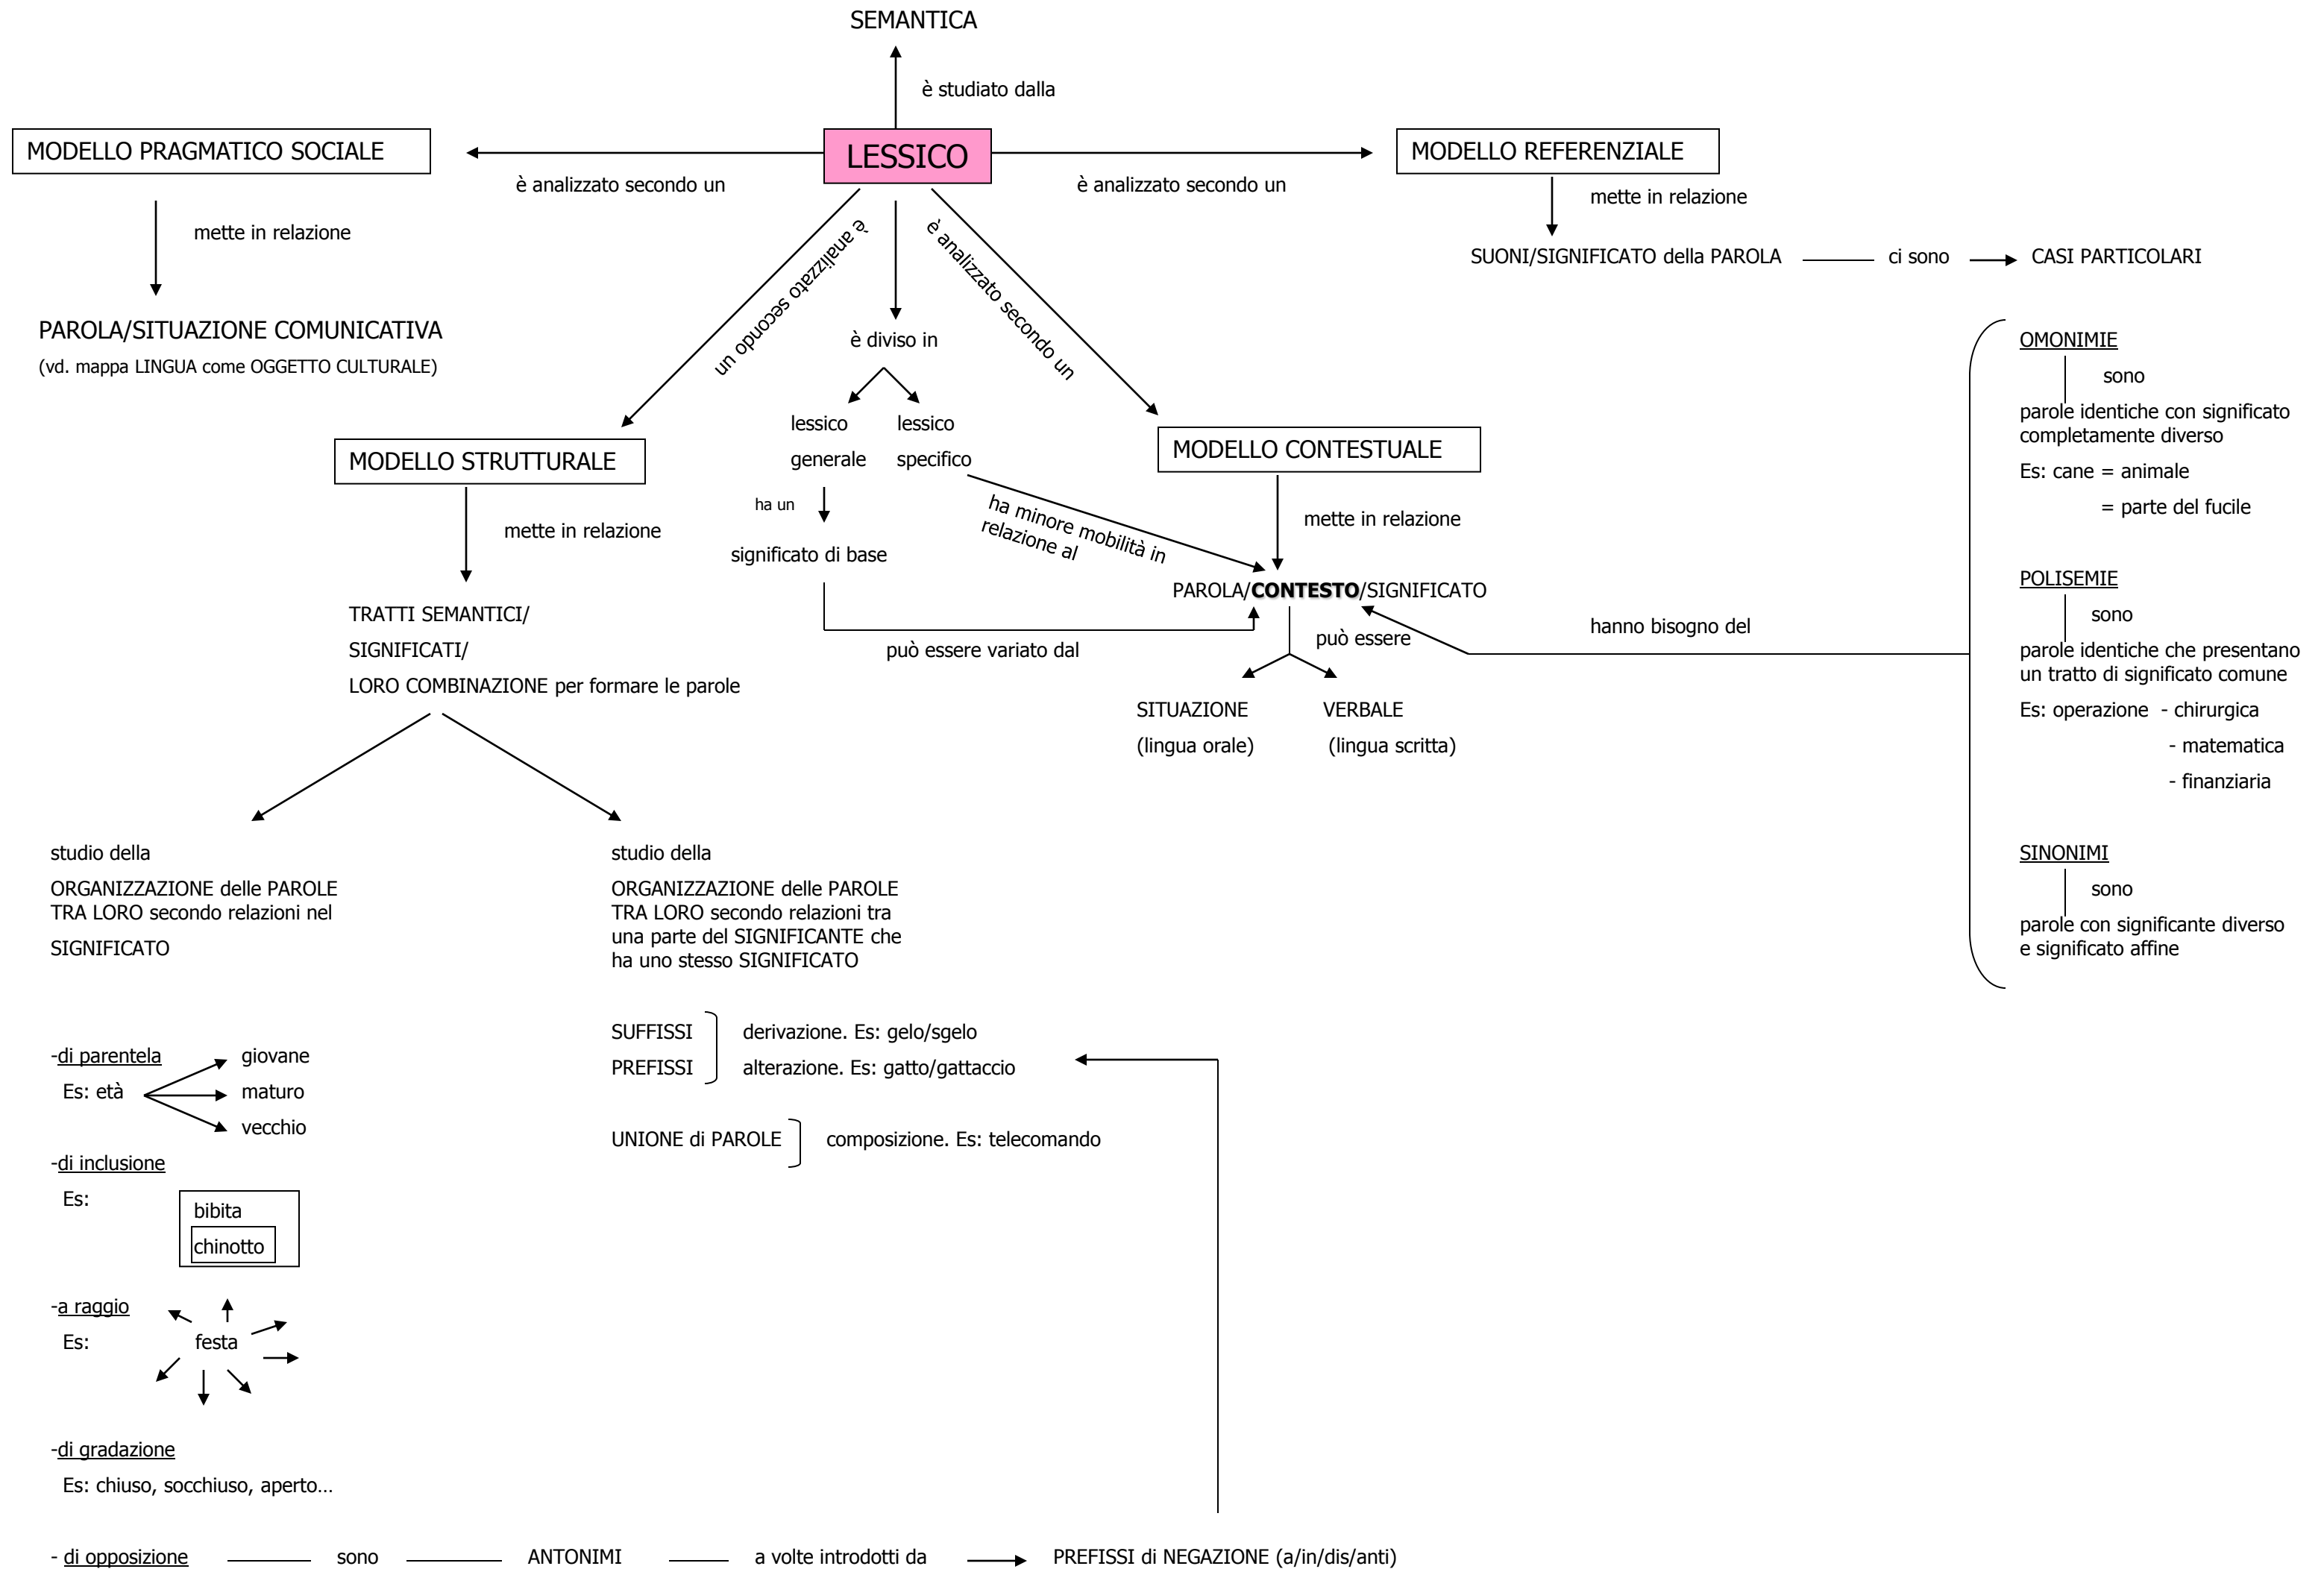 SEMANTICA
è studiato dalla
MODELLO PRAGMATICO SOCIALE
LESSICO
MODELLO REFERENZIALE
è analizzato secondo un
è analizzato secondo un
mette in relazione
mette in relazione
SUONI/SIGNIFICATO della PAROLA
ci sono
CASI PARTICOLARI
PAROLA/SITUAZIONE COMUNICATIVA
(vd. mappa LINGUA come OGGETTO CULTURALE)
è analizzato secondo un
è diviso in
è analizzato secondo un
lessico
generale
lessico
specifico
ha un
significato di base
ha minore mobilità in
relazione al
può essere variato dal
MODELLO STRUTTURALE
mette in relazione
TRATTI SEMANTICI/
SIGNIFICATI/
LORO COMBINAZIONE per formare le parole
MODELLO CONTESTUALE
mette in relazione
PAROLA/CONTESTO/SIGNIFICATO
può essere
SITUAZIONE
(lingua orale)
VERBALE
(lingua scritta)
hanno bisogno del
OMONIMIE
sono
parole identiche con significato
completamente diverso
Es: cane = animale
= parte del fucile
POLISEMIE
sono
parole identiche che presentano
un tratto di significato comune
Es: operazione - chirurgica
- matematica
- finanziaria
SINONIMI
sono
parole con significante diverso
e significato affine
studio della
ORGANIZZAZIONE delle PAROLE
TRA LORO secondo relazioni nel
SIGNIFICATO
studio della
ORGANIZZAZIONE delle PAROLE
TRA LORO secondo relazioni tra
una parte del SIGNIFICANTE che
ha uno stesso SIGNIFICATO
SUFFISSI
PREFISSI
derivazione. Es: gelo/sgelo
alterazione. Es: gatto/gattaccio
UNIONE di PAROLE
composizione. Es: telecomando
-di parentela
Es: età
giovane
maturo
vecchio
-di inclusione
Es:
bibita
chinotto
-a raggio
Es:
festa
-di gradazione
Es: chiuso, socchiuso, aperto…
- di opposizione
sono
ANTONIMI
a volte introdotti da
PREFISSI di NEGAZIONE (a/in/dis/anti)